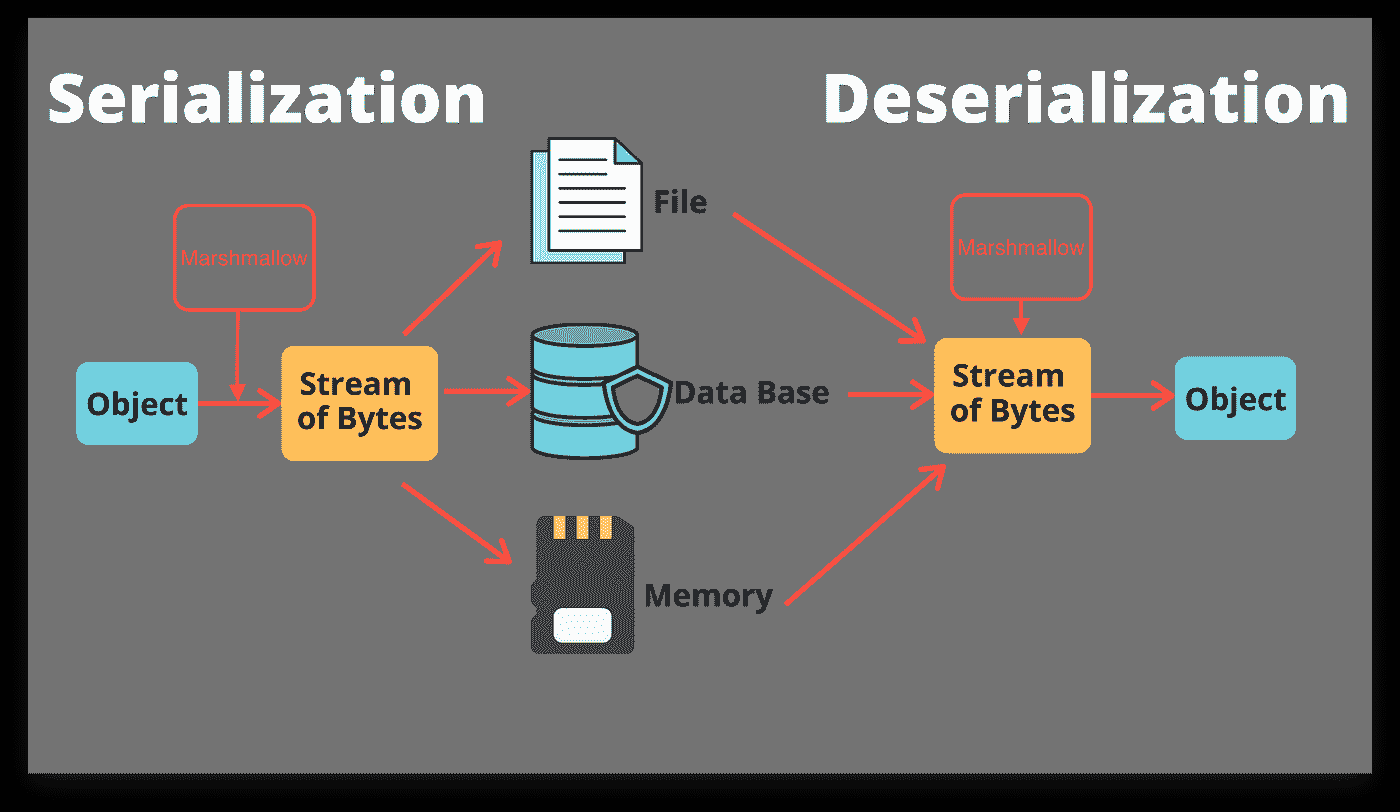 Serialization
Deserialization
File
Marshmallow
Marshmallow
Object
Stream
of Bytes
Data Base
Stream
of Bytes
Object
Memory